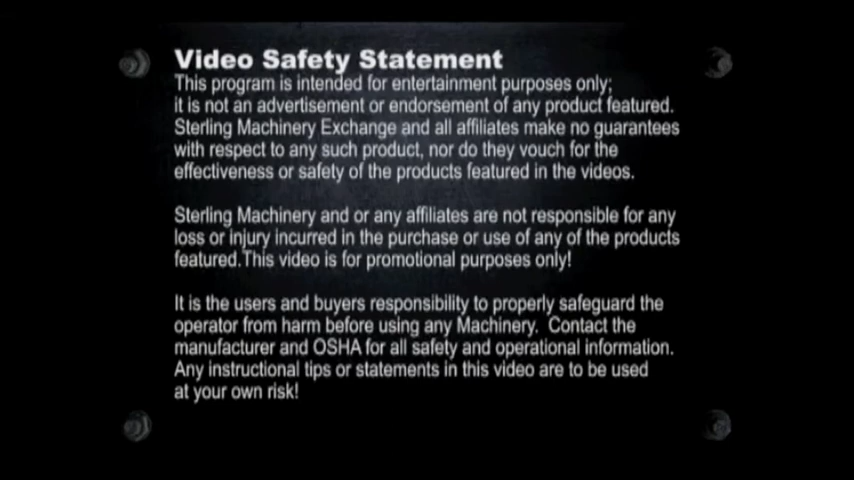 Video Safety Statement
This program is intended for entertainment purposes only;
it is not an advertisement or endorsement of any product featured.
Sterling Machinery Exchange and all affiliates make no guarantees
with respect to any such product, nor do they vouch for the
effectiveness or safety of the products featured in the videos.
Sterling Machinery and or any affiliates are not responsible for any
loss or injury incurred in the purchase or use of any of the products
featured.This video is for promotional purposes only!
It is the users and buyers responsibility to properly safeguard the
operator from harm before using any Machinery.  Contact the
manufacturer and OSHA for all safety and operational information.
Any instructional tips or statements in this video are to be used
at your own risk!